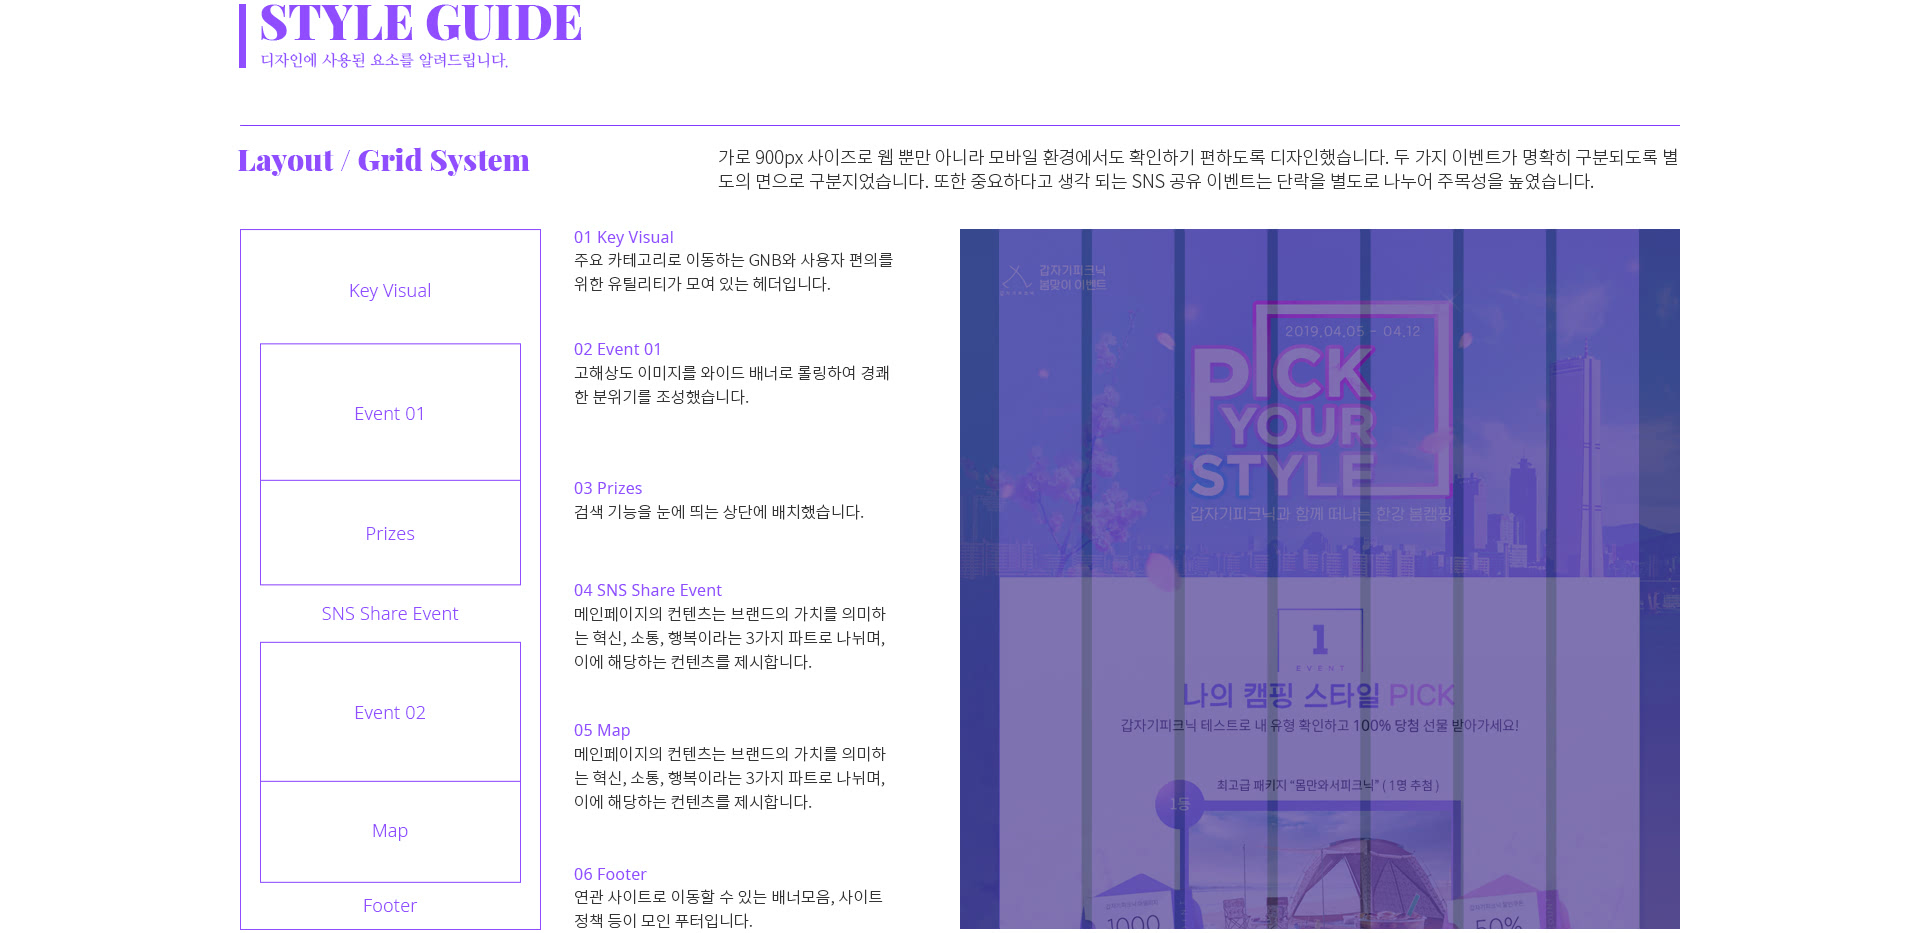 STYLE GUIDE
디자인에 사용된 요소를 알려드립니다.
Layout / Grid System
가로 900px 사이즈로 웹 뿐만 아니라 모바일 환경에서도 확인하기 편하도록 디자인했습니다. 두 가지 이벤트가 명확히 구분되도록 별
도의 면으로 구분지었습니다. 또한 중요하다고 생각 되는 SNS 공유 이벤트는 단락을 별도로 나누어 주목성을 높였습니다.
Key Visual
Event 01
Prizes
SNS Share Event
Event 02
Map
Footer
01 Key Visual
주요 카테고리로 이동하는 GNB와 사용자 편의를
위한 유틸리티가 모여 있는 헤더입니다.
02 Event 01
고해상도 이미지를 와이드 배너로 롤링하여 경쾌
한 분위기를 조성했습니다.
03 Prizes
검색 기능을 눈에 띄는 상단에 배치했습니다.
04 SNS Share Event
메인페이지의 컨텐츠는 브랜드의 가치를 의미하
는 혁신, 소통, 행복이라는 3가지 파트로 나뉘며,
이에 해당하는 컨텐츠를 제시합니다.
05 Map
메인페이지의 컨텐츠는 브랜드의 가치를 의미하
는 혁신, 소통, 행복이라는 3가지 파트로 나뉘며,
이에 해당하는 컨텐츠를 제시합니다.
06 Footer
연관 사이트로 이동할 수 있는 배너모음, 사이트
정책 등이 모인 푸터입니다.
갑자기피크닉
봄맞이 이벤트
2019.04.05 - 04.12
PICK
YOUR
STYLE
갑자기피크닉과 함께 떠나는 한강 봄캠핑
1
EVENT
나의 캠핑 스타일 PICK
갑자기피크닉 테스트로 내 유형 확인하고 100% 당첨 선물 받아가세요!
최고급 패키지 “몸만와서피크닉” ( 1명 추첨 )
1등
1000
50%